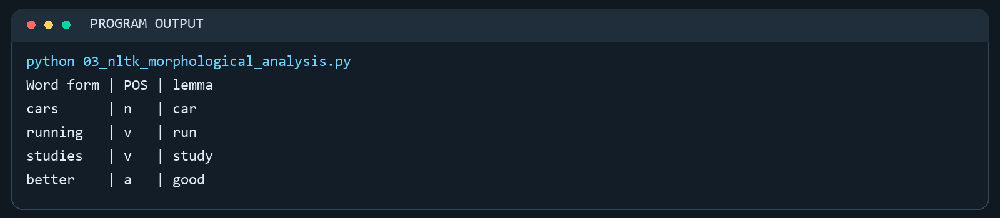 PROGRAM OUTPUT
python 03_nltk_morphological_analysis.py
Word form | POS | lemma
cars      | n   | car
running   | v   | run
studies   | v   | study
better    | a   | good